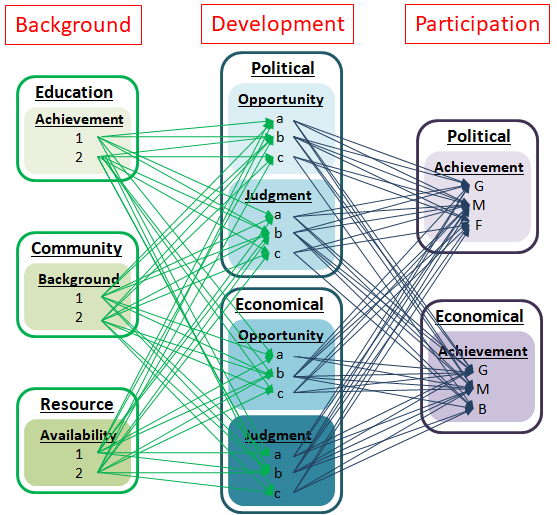 Background
Development
Participation
Education
Achievement
1
2
Community
Background
1
2
Resource
Availability
1
2
Political
Opportunity
a
b
c
Judgment
a
b
c
Economical
Opportunity
a
b
c
Judgment
a
b
c
Political
Achievement
G
M
F
Economical
Achievement
G
M
B